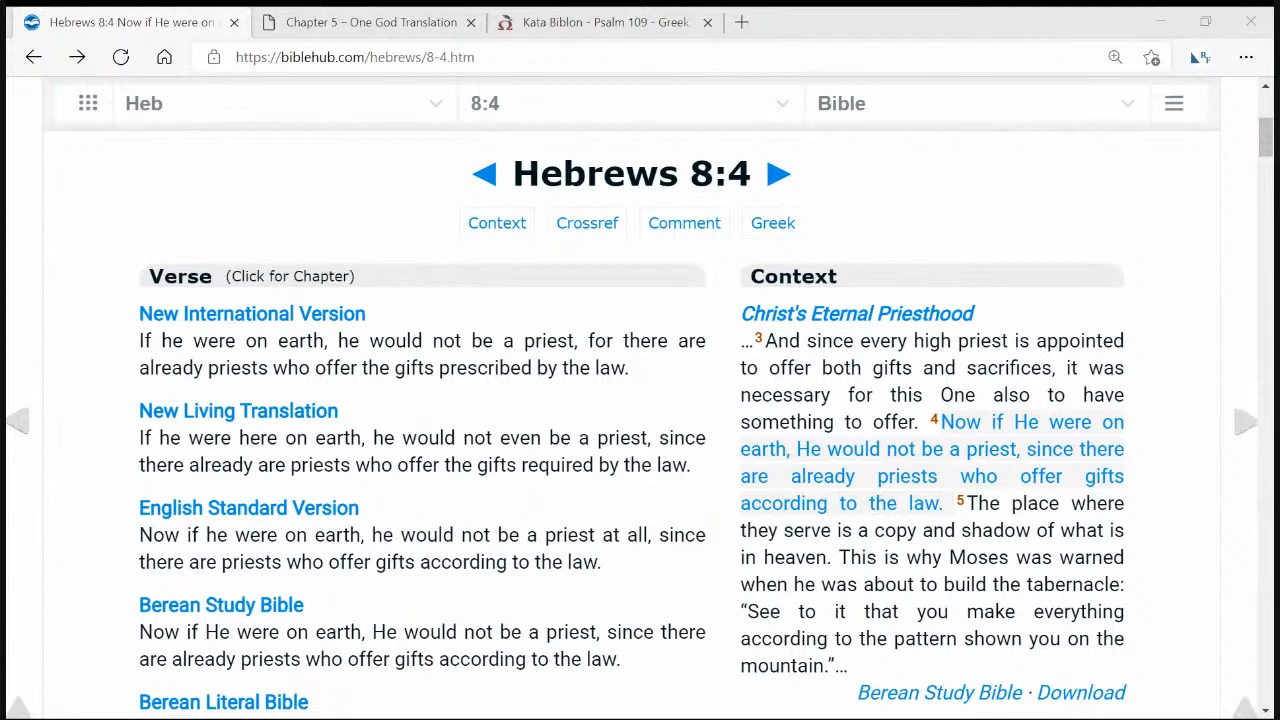 Hebrews 8:4 Now if He were on
Chapter 5 – One God Translation
Kata Biblon - Psalm 109 - Greek
https://biblehub.com/hebrews/8-4.htm
Heb
8:4
Bible
Hebrews 8:4
Context
Crossref
Comment
Greek
Verse (Click for Chapter)
New International Version
If he were on earth, he would not be a priest, for there are
already priests who offer the gifts prescribed by the law.
New Living Translation
If he were here on earth, he would not even be a priest, since
there already are priests who offer the gifts required by the law.
English Standard Version
Now if he were on earth, he would not be a priest at all, since
there are priests who offer gifts according to the law.
Berean Study Bible
Now if He were on earth, He would not be a priest, since there
are already priests who offer gifts according to the law.
Berean Literal Bible
Context
Christ's Eternal Priesthood
…3And since every high priest is appointed
to offer both gifts and sacrifices, it was
necessary for this One also to have
something to offer. 4Now if He were on
earth, He would not be a priest, since there
are already priests who offer gifts
according to the law. 5The place where
they serve is a copy and shadow of what is
in heaven. This is why Moses was warned
when he was about to build the tabernacle:
“See to it that you make everything
according to the pattern shown you on the
mountain.”…
Berean Study Bible · Download